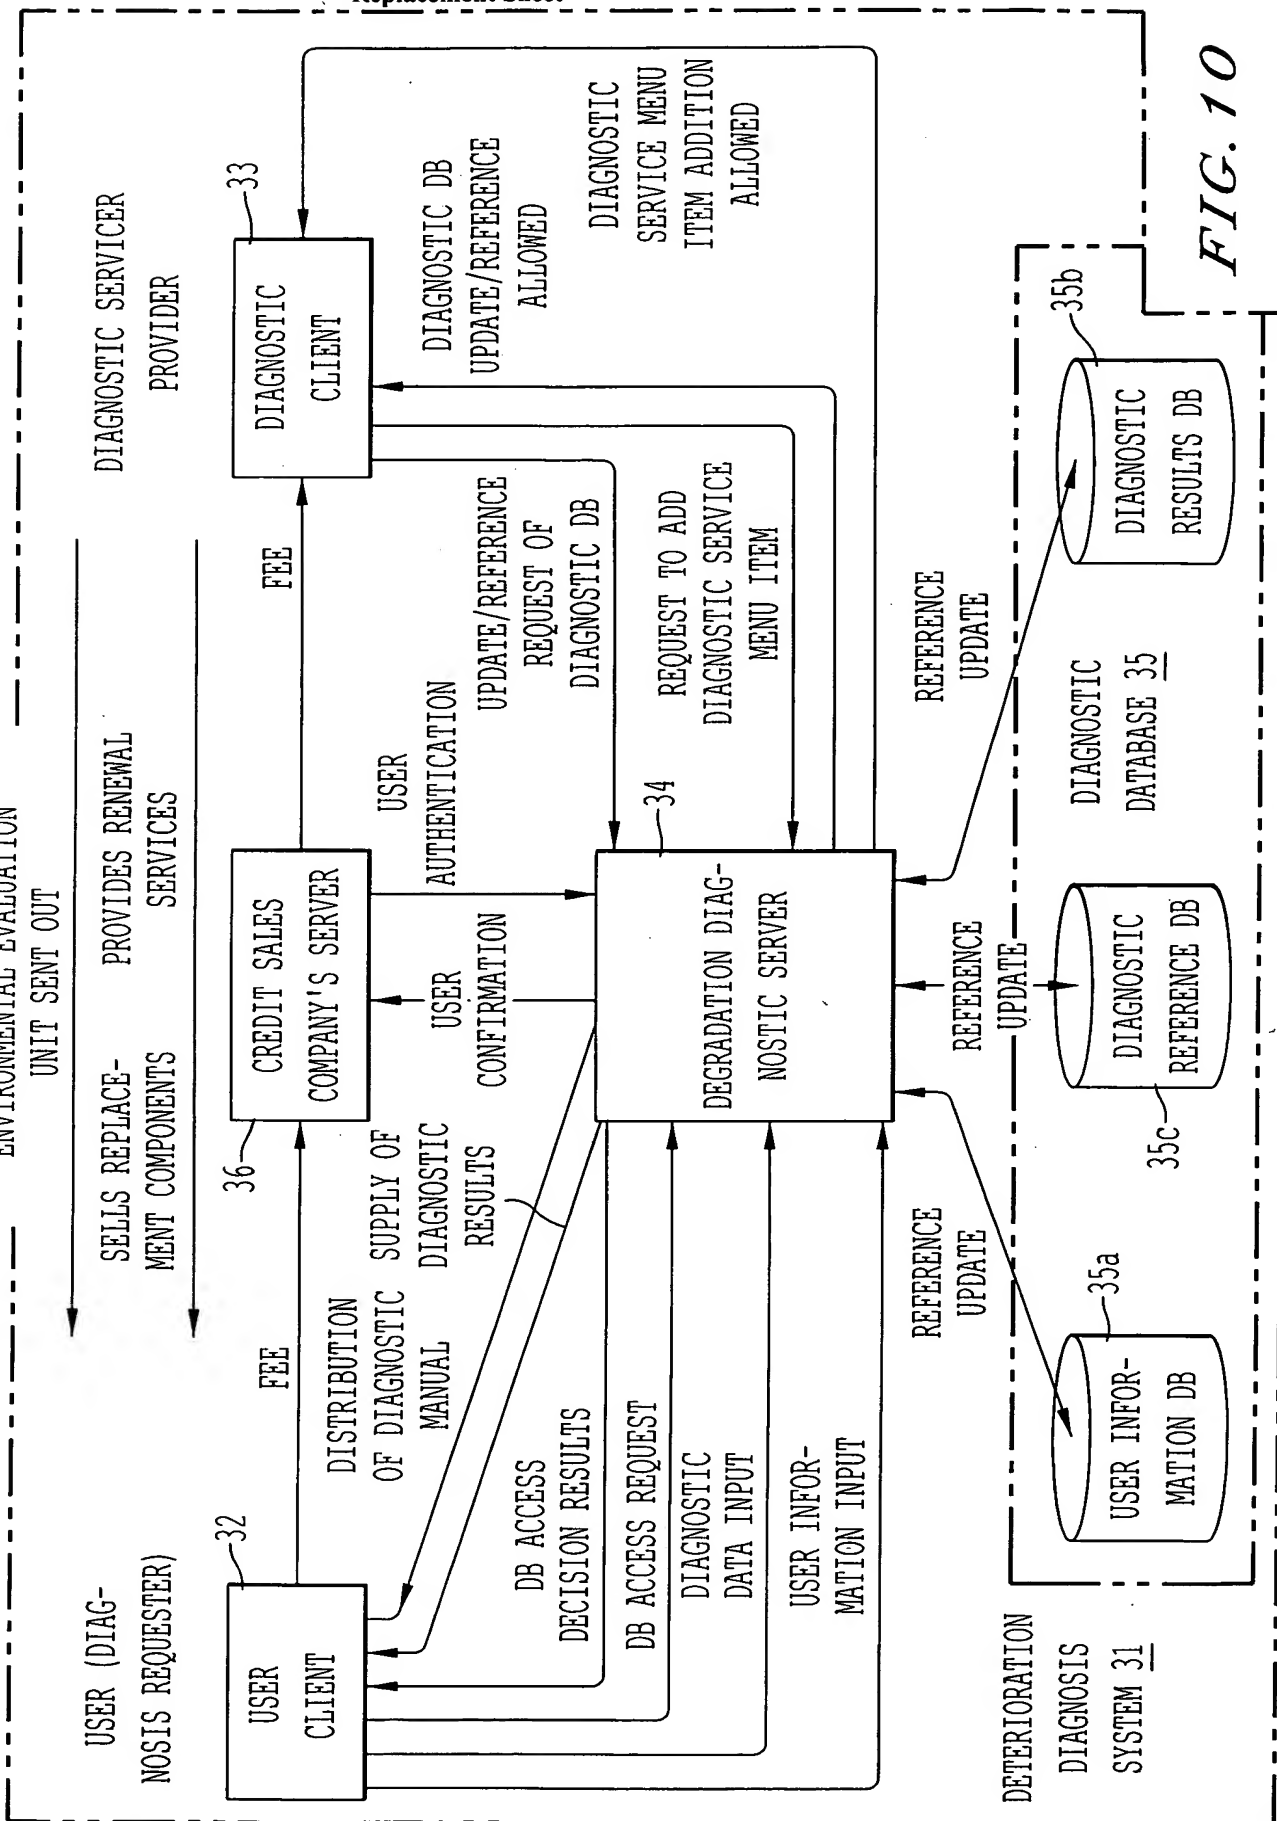 Replacement Sheet
ENVIRONMENTAL EVALUATION
UNIT SENT OUT
USER (DIAG-
NOSIS REQUESTER)
SELLS REPLACE-
MENT COMPONENTS
PROVIDES RENEWAL
SERVICES
DIAGNOSTIC SERVICER
PROVIDER
32
USER
CLIENT
FEE
36
CREDIT SALES
COMPANY'S SERVER
FEE
33
DIAGNOSTIC
CLIENT
DISTRIBUTION
OF DIAGNOSTIC
MANUAL
SUPPLY OF
DIAGNOSTIC
RESULTS
USER
CONFIRMATION
USER
AUTHENTICATION
UPDATE/REFERENCE
REQUEST OF
DIAGNOSTIC DB
DIAGNOSTIC DB
UPDATE/REFERENCE
ALLOWED
DB ACCESS
DECISION RESULTS
DB ACCESS REQUEST
DIAGNOSTIC
DATA INPUT
USER INFOR-
MATION INPUT
34
DEGRADATION DIAG-
NOSTIC SERVER
REQUEST TO ADD
DIAGNOSTIC SERVICE
MENU ITEM
DIAGNOSTIC
SERVICE MENU
ITEM ADDITION
ALLOWED
REFERENCE
UPDATE
REFERENCE
UPDATE
REFERENCE
UPDATE
DETERIORATION
DIAGNOSIS
SYSTEM 31
35a
USER INFOR-
MATION DB
35c
DIAGNOSTIC
REFERENCE DB
DIAGNOSTIC
DATABASE 35
35b
DIAGNOSTIC
RESULTS DB
FIG. 10